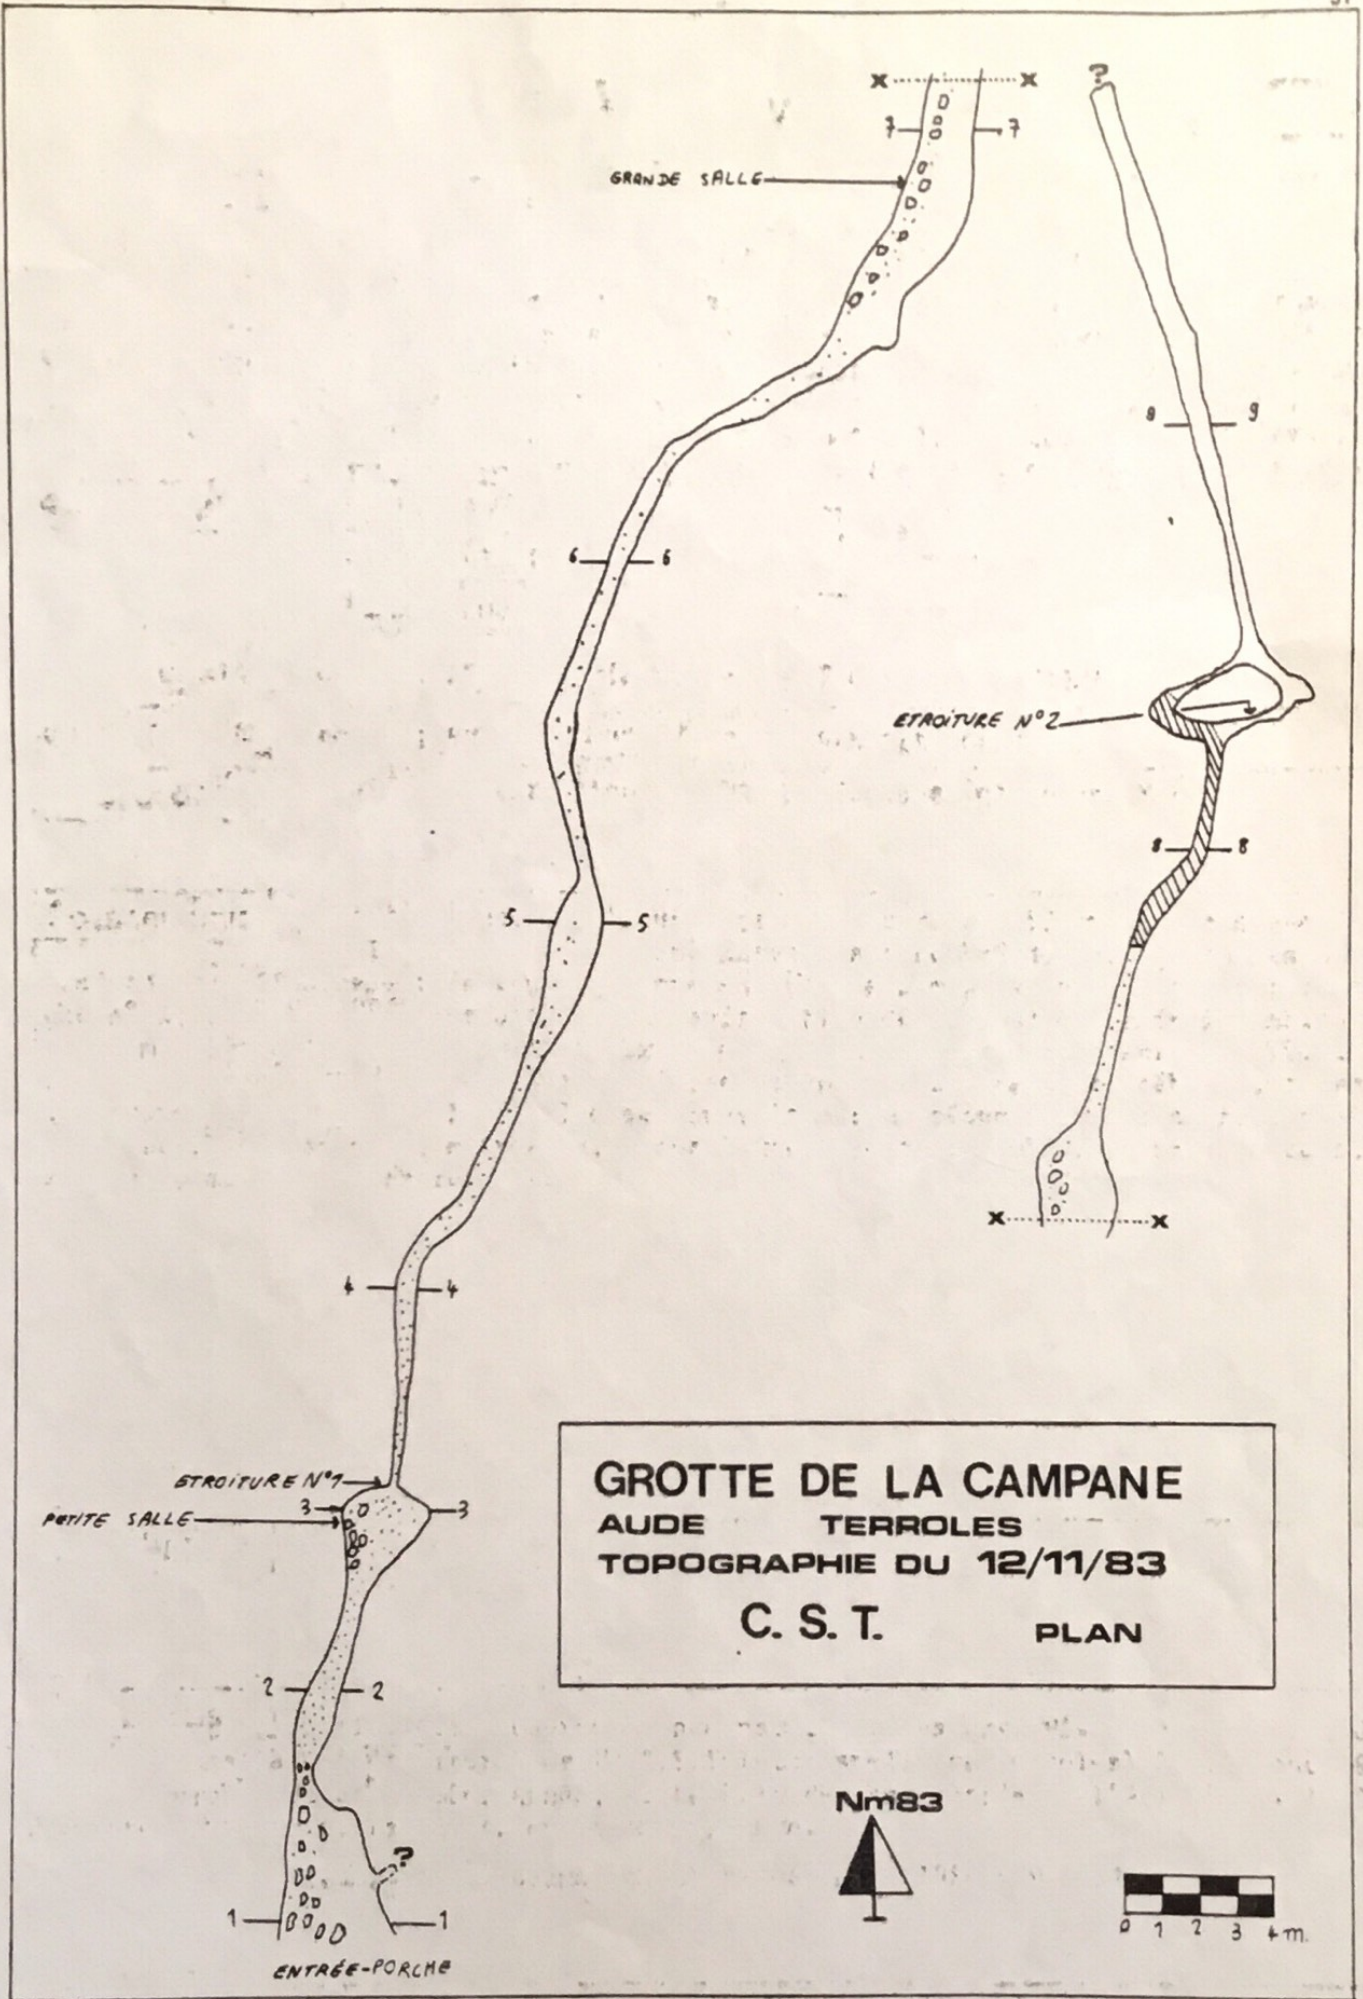 X X ?
7 7
GRANDE SALLE
9 9
6 6
ETROITURE N°2
8 8
5 5
X X
4 4
ETROITURE N°1
3 3
PETITE SALLE
2 2
?
1 1
ENTRÉE-PORCHE
GROTTE DE LA CAMPANE
AUDE TERROLES
TOPOGRAPHIE DU 12/11/83
C. S. T. PLAN
Nm83
0 1 2 3 4 m.